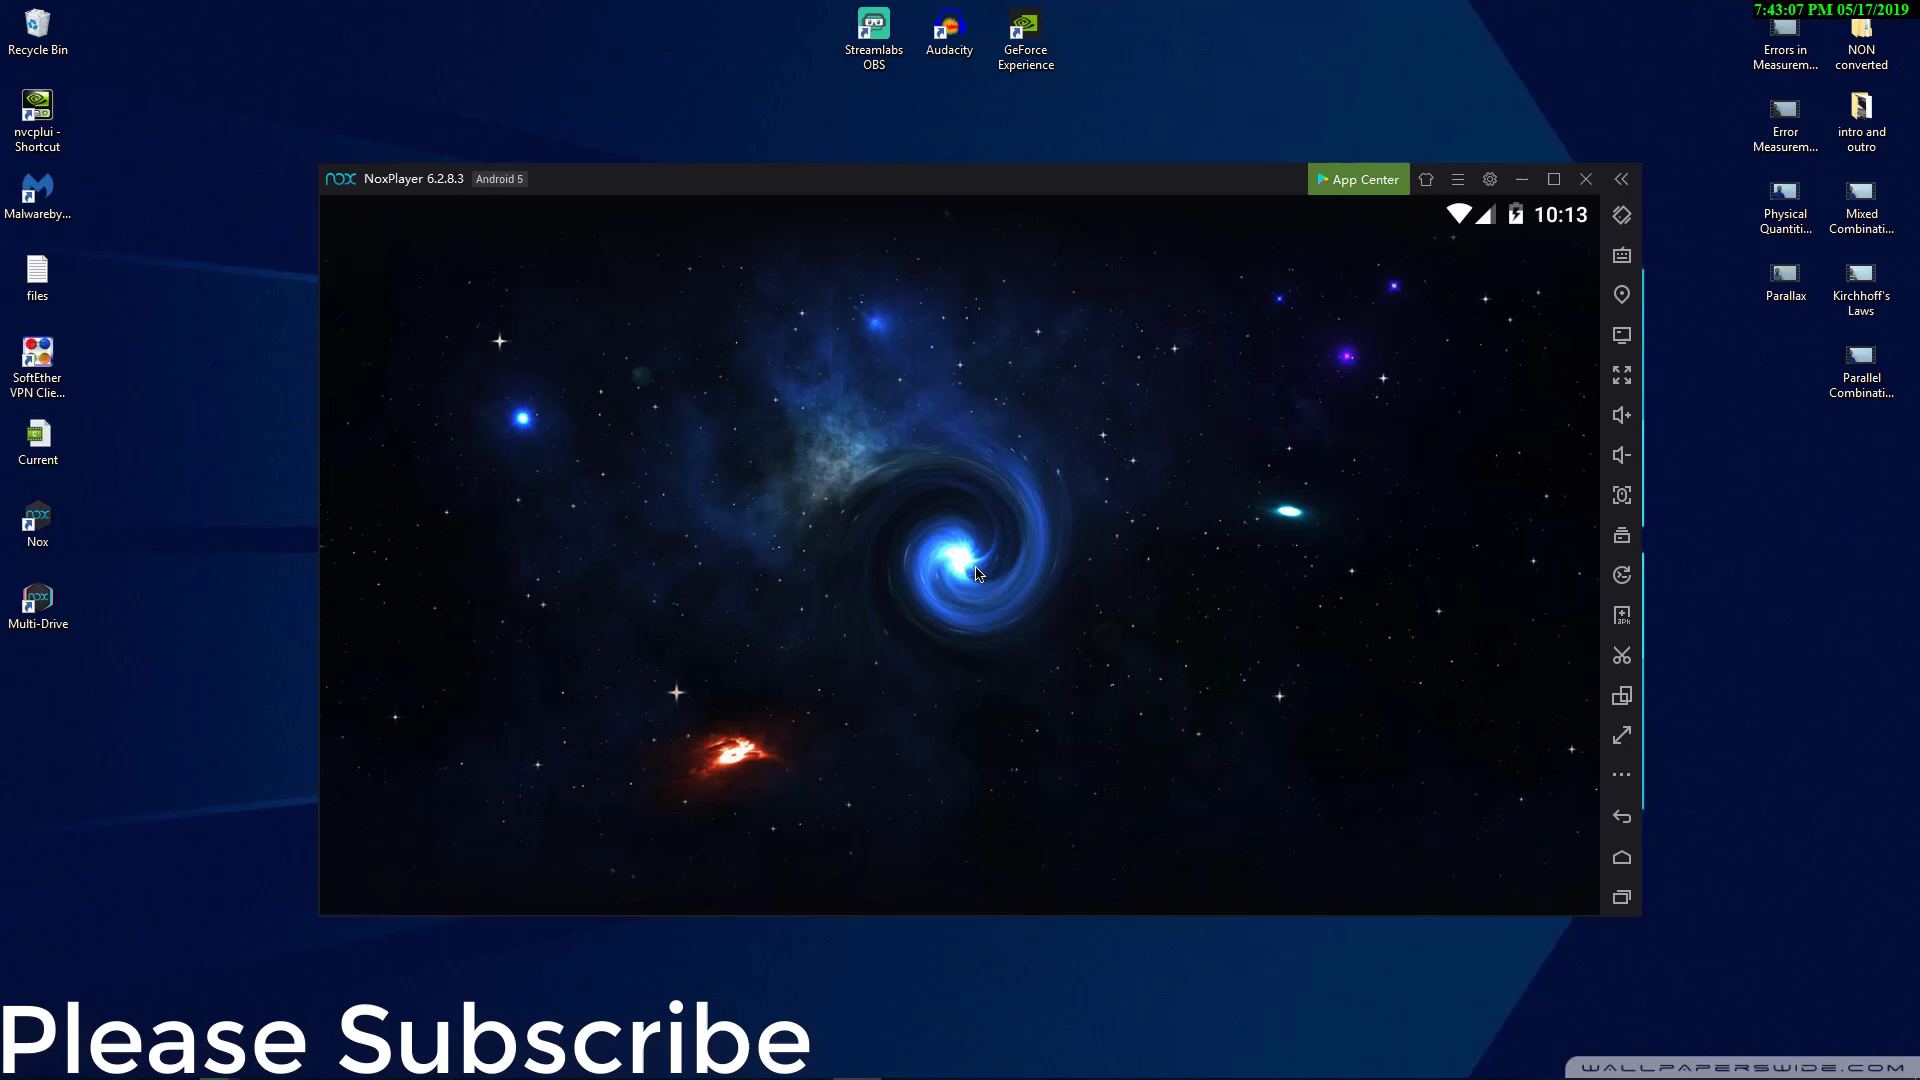 7:43:07 PM 05/17/2019
Recycle Bin
nvcplui -
Shortcut
Malwareby...
files
SoftEther
VPN Clie...
Current
nox
Nox
nox
Multi-Drive
Streamlabs
OBS
Audacity
GeForce
Experience
Errors in
Measurem...
NON
converted
Error
Measurem...
intro and
outro
Physical
Quantiti...
Mixed
Combinati...
Parallax
Kirchhoff's
Laws
Parallel
Combinati...
nox NoxPlayer 6.2.8.3 Android 5
App Center
10:13
Please Subscribe
WALLPAPERSWIDE.COM